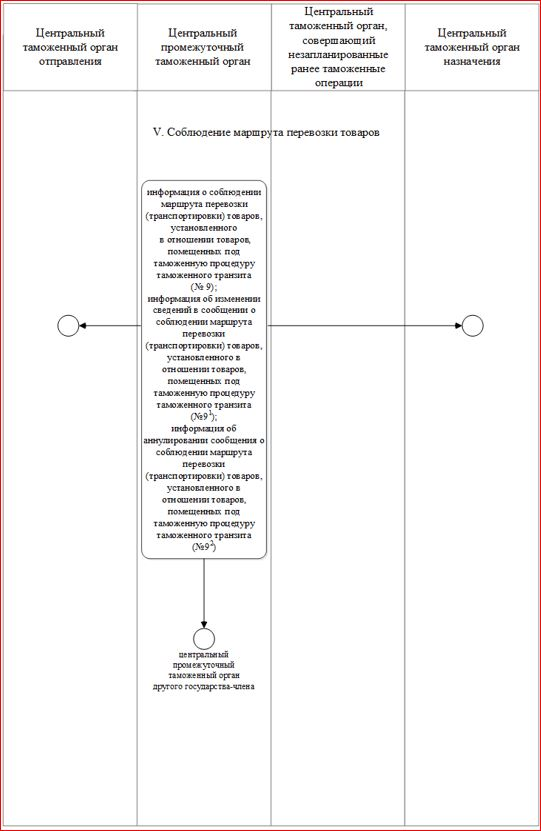 Центральный
таможенный орган
отправления
Центральный
промежуточный
таможенный орган
Центральный
таможенный орган,
совершающий
незапланированные
ранее таможенные
операции
Центральный
таможенный орган
назначения
V. Соблюдение маршрута перевозки товаров
информация о соблюдении
маршрута перевозки
(транспортировки) товаров,
установленного
в отношении товаров,
помещенных под
таможенную процедуру
таможенного транзита
(№ 9);
информация об изменении
сведений в сообщении о
соблюдении маршрута
перевозки
(транспортировки) товаров,
установленного в
отношении товаров,
помещенных под
таможенную процедуру
таможенного транзита
(№9¹);
информация об
аннулировании сообщения о
соблюдении маршрута
перевозки
(транспортировки) товаров,
установленного в
отношении товаров,
помещенных под
таможенную процедуру
таможенного транзита
(№9²)
центральный
промежуточный
таможенный орган
другого государства-члена